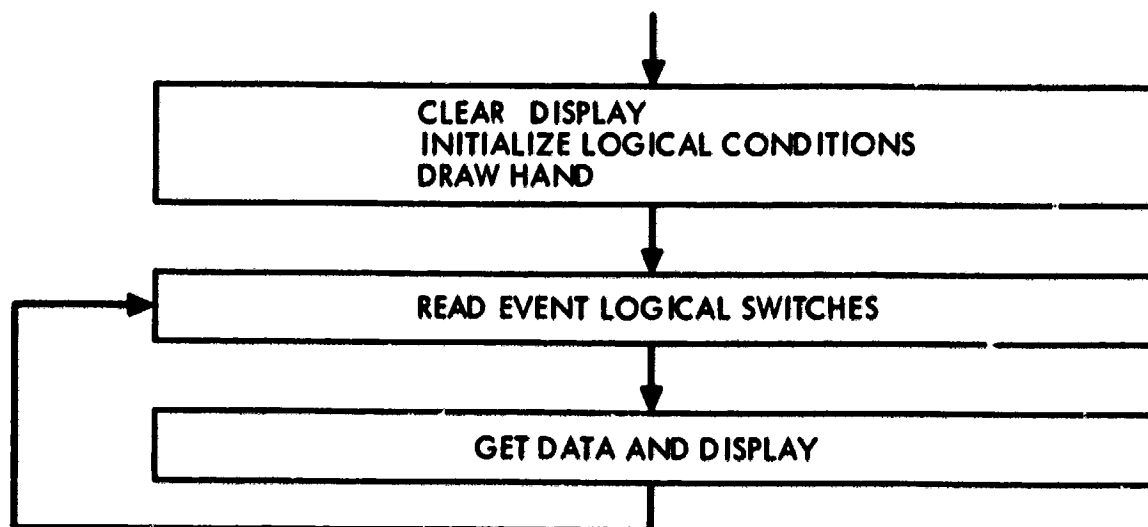 CLEAR DISPLAY
INITIALIZE LOGICAL CONDITIONS
DRAW HAND
READ EVENT LOGICAL SWITCHES
GET DATA AND DISPLAY